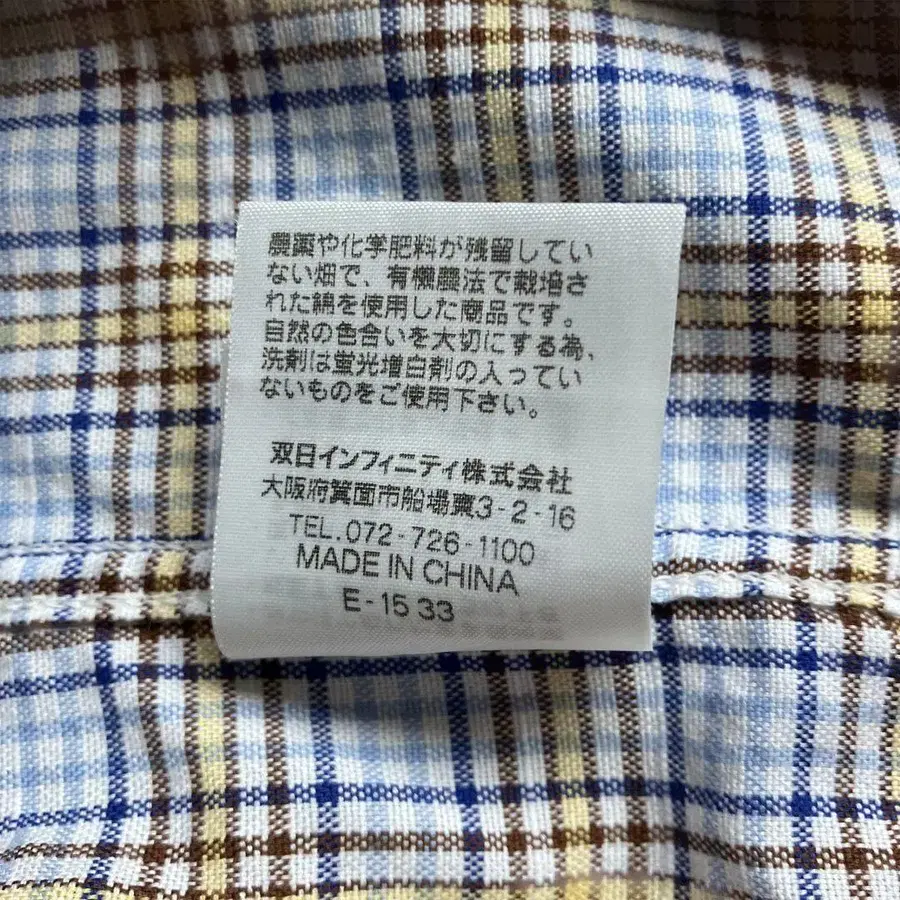 農薬や化学肥料が残留してい
ない畑で、有機農法で栽培さ
れた綿を使用した商品です。
自然の色合いを大切にする為、
洗剤は蛍光増白剤の入ってい
ないものをご使用下さい。
双日インフィニティ株式会社
大阪府箕面市船場東3-2-16
TEL.072-726-1100
MADE IN CHINA
E-15 33